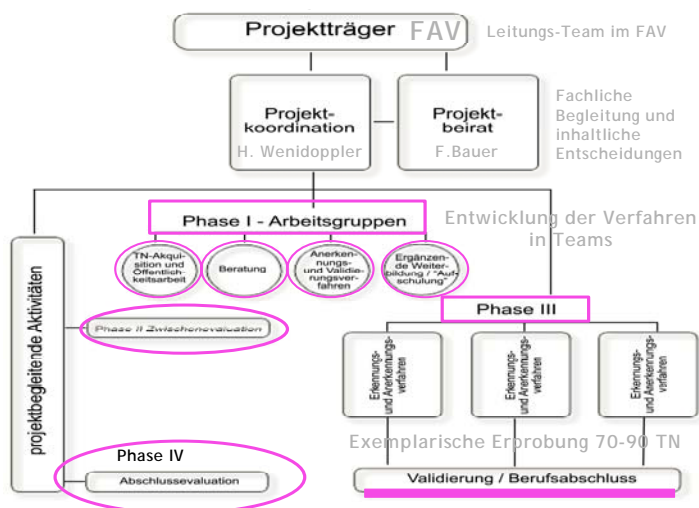 Projektträger FAV
Leitungs-Team im FAV
Projekt-
koordination
H. Wenidoppler
Projekt-
beirat
F.Bauer
Fachliche
Begleitung und
inhaltliche
Entscheidungen
Phase I - Arbeitsgruppen
Entwicklung der Verfahren
in Teams
TN-Akqui-
sition und
Öffentlich-
keitsarbeit
Beratung
Anerken-
nungs-
und Validie-
rungsver-
fahren
Ergänzen-
de Weiter-
bildung / "Auf-
schulung"
projektbegleitende Aktivitäten
Phase II Zwischenevaluation
Phase III
Erkennungs-
und Anerkennungs-
verfahren
Erkennungs-
und Anerkennungs-
verfahren
Erkennungs-
und Anerkennungs-
verfahren
Exemplarische Erprobung 70-90 TN
Phase IV
Abschlussevaluation
Validierung / Berufsabschluss